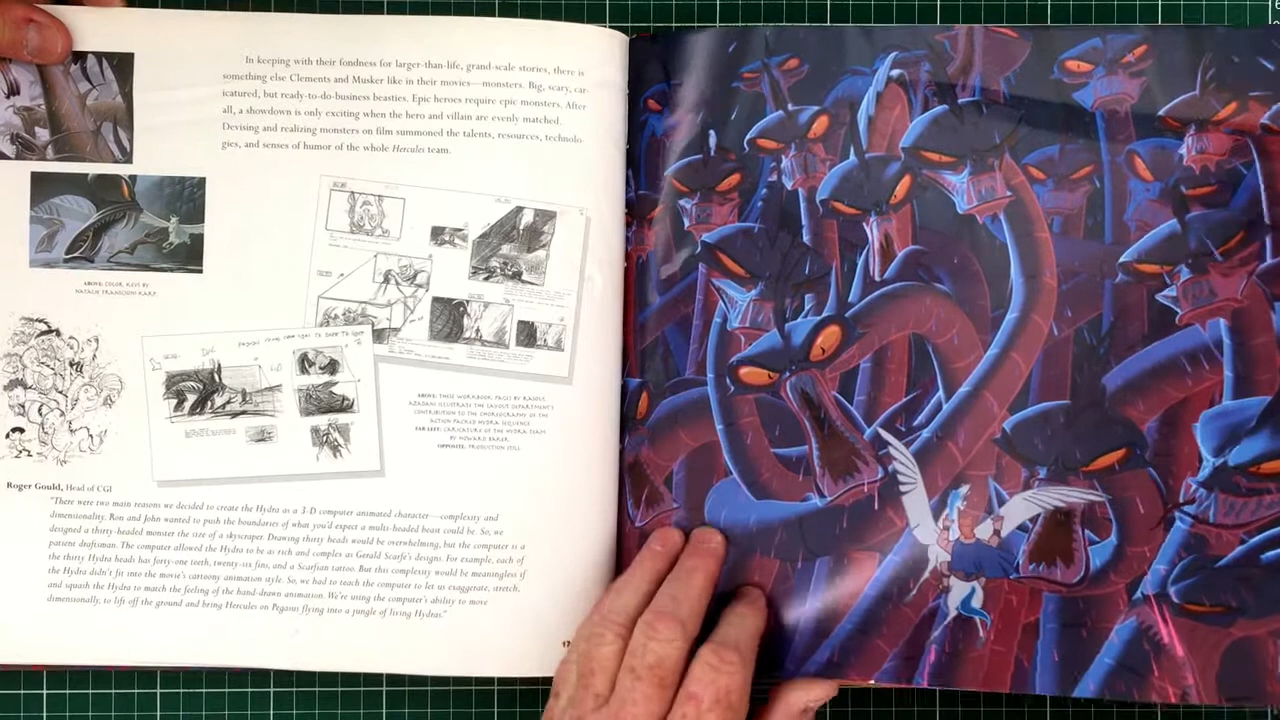 In keeping with their fondness for larger-than-life, grand-scale stories, there is
something else Clements and Musker like in their movies—monsters. Big, scary, car-
icatured, but ready-to-do-business beasties. Epic heroes require epic monsters. After
all, a showdown is only exciting when the hero and villain are evenly matched.
Devising and realizing monsters on film summoned the talents, resources, technolo-
gies, and senses of humor of the whole Hercules team.
ABOVE: COLOR KEYS BY
NATALIE FRANCIONI-KARP
ABOVE: THESE WORKBOOK PAGES BY RASOUL
AZADANI ILLUSTRATE THE LAYOUT DEPARTMENT'S
CONTRIBUTION TO THE CHOREOGRAPHY OF THE
ACTION PACKED HYDRA SEQUENCE
FAR LEFT: CARICATURE OF THE HYDRA TEAM
BY HOWARD BAKER
OPPOSITE: PRODUCTION STILL
Roger Gould, Head of CGI
"There were two main reasons we decided to create the Hydra as a 3-D computer animated character—complexity and
dimensionality. Ron and John wanted to push the boundaries of what you'd expect a multi-headed beast could be. So, we
designed a thirty-headed monster the size of a skyscraper. Drawing thirty heads would be overwhelming, but the computer is a
patient draftsman. The computer allowed the Hydra to be as rich and complex as Gerald Scarfe's designs. For example, each of
the thirty Hydra heads has forty-one teeth, twenty-six fins, and a Scarfian tattoo. But this complexity would be meaningless if
the Hydra didn't fit into the movie's cartoony animation style. So, we had to teach the computer to let us exaggerate, stretch,
and squash the Hydra to match the feeling of the hand-drawn animation. We're using the computer's ability to move
dimensionally, to lift off the ground and bring Hercules on Pegasus flying into a jungle of living Hydras."